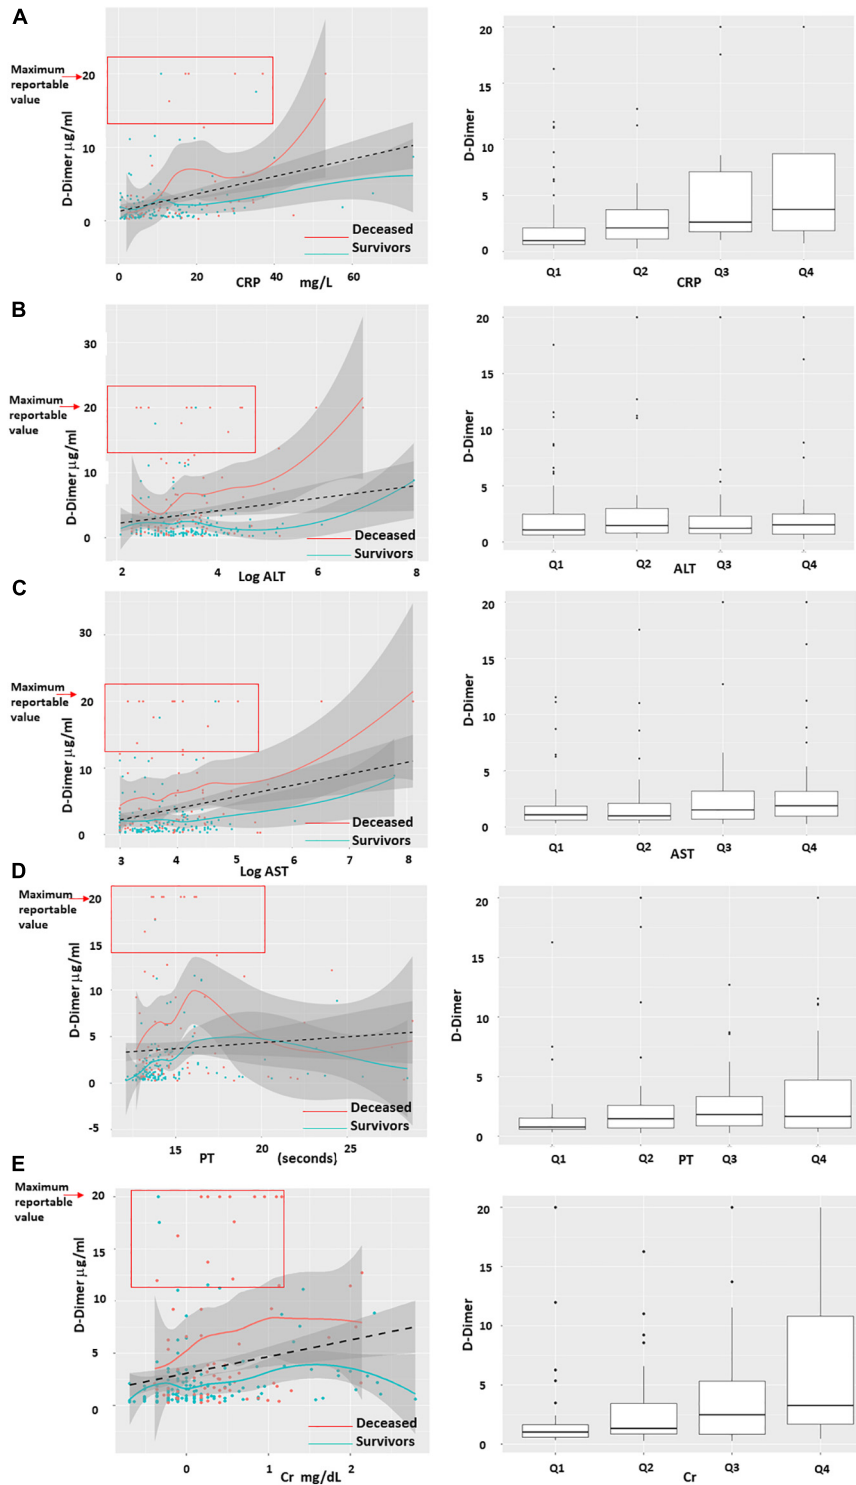 A
Maximum
reportable
value
20
10
0
D-Dimer µg/ml
Deceased
Survivors
0
20
40
60
CRP mg/L
20
15
10
5
0
D-Dimer
Q1
Q2
Q3
Q4
CRP
B
Maximum
reportable
value
30
20
10
0
D-Dimer µg/ml
Deceased
Survivors
2
4
6
8
Log ALT
20
15
10
5
0
D-Dimer
Q1
Q2
Q3
Q4
ALT
C
Maximum
reportable
value
30
20
10
0
D-Dimer µg/ml
Deceased
Survivors
3
4
5
6
7
8
Log AST
20
15
10
5
0
D-Dimer
Q1
Q2
Q3
Q4
AST
D
Maximum
reportable
value
20
15
10
5
0
-5
D-Dimer µg/ml
Deceased
Survivors
15
20
25
PT (seconds)
20
15
10
5
0
D-Dimer
Q1
Q2
Q3
Q4
PT
E
Maximum
reportable
value
20
15
10
5
0
D-Dimer µg/ml
Deceased
Survivors
0
1
2
Cr mg/dL
20
15
10
5
0
D-Dimer
Q1
Q2
Q3
Q4
Cr